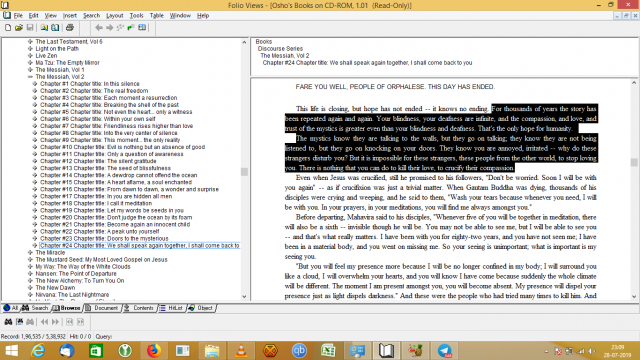 Folio Views - [Osho's Books on CD-ROM, 1.01 (Read-Only)]
File Edit View Insert Search Layout Tools Window Help
The Last Testament, Vol 6
Light on the Path
Live Zen
Ma Tzu: The Empty Mirror
The Messiah, Vol 1
The Messiah, Vol 2
Chapter #1 Chapter title: In this silence
Chapter #2 Chapter title: The real freedom
Chapter #3 Chapter title: Each moment a resurrection
Chapter #4 Chapter title: Breaking the shell of the past
Chapter #5 Chapter title: Not even the heart... only a witness
Chapter #6 Chapter title: Within your own self
Chapter #7 Chapter title: Friendliness rises higher than love
Chapter #8 Chapter title: Into the very center of silence
Chapter #9 Chapter title: This moment... the only reality
Chapter #10 Chapter title: Evil is nothing but an absence of good
Chapter #11 Chapter title: Only a question of awareness
Chapter #12 Chapter title: The silent gratitude
Chapter #13 Chapter title: The seed of blissfulness
Chapter #14 Chapter title: A dewdrop cannot offend the ocean
Chapter #15 Chapter title: A heart aflame, a soul enchanted
Chapter #16 Chapter title: From dawn to dawn, a wonder and surprise
Chapter #17 Chapter title: In you are hidden all men
Chapter #18 Chapter title: I call it meditation
Chapter #19 Chapter title: Let my words be seeds in you
Chapter #20 Chapter title: Don't judge the ocean by its foam
Chapter #21 Chapter title: Become again an innocent child
Chapter #22 Chapter title: A peak unto yourself
Chapter #23 Chapter title: Doors to the mysterious
Chapter #24 Chapter title: We shall speak again together, I shall come back to
The Miracle
The Mustard Seed: My Most Loved Gospel on Jesus
My Way: The Way of the White Clouds
Nansen: The Point of Departure
The New Alchemy: To Turn You On
The New Dawn
Nirvana: The Last Nightmare
Books
Discourse Series
The Messiah, Vol 2
Chapter #24 Chapter title: We shall speak again together, I shall come back to you
FARE YOU WELL, PEOPLE OF ORPHALESE. THIS DAY HAS ENDED.
This life is closing, but hope has not ended -- it knows no ending. For thousands of years the story has
been repeated again and again. Your blindness, your deafness are infinite, and the compassion, and love, and
trust of the mystics is greater even than your blindness and deafness. That's the only hope for humanity.
The mystics know they are talking to the walls, but they go on talking; they know they are not being
listened to, but they go on knocking on your doors. They know you are annoyed, irritated -- why do these
strangers disturb you? But it is impossible for these strangers, these people from the other world, to stop loving
you. There is nothing that you can do to kill their love, to crucify their compassion.
Even when Jesus was crucified, still he promised to his followers, "Don't be worried. Soon I will be with
you again" -- as if crucifixion was just a trivial matter. When Gautam Buddha was dying, thousands of his
disciples were crying and weeping, and he said to them, "Wash your tears because whenever you need, I will
be with you. In your prayers, in your meditations, you will find me always amongst you."
Before departing, Mahavira said to his disciples, "Whenever five of you will be together in meditation, there
will also be a sixth -- invisible though he will be. You may not be able to see me, but I will be able to see you
-- and that's what really matters. I have been with you for eighty-two years, and you have not seen me; I have
been in a material body, and you went on missing me. So your seeing is unimportant; what is important is my
seeing you.
"But you will feel my presence more because I will be no longer confined in my body; I will surround you
like a cloud, I will overwhelm your hearts, and you will know I have come because suddenly the whole climate
will be different. The moment I am present amongst you, you will become absent. My presence will dispel your
presence just as light dispels darkness." And these were the people who had tried many times to kill him. And
All Search Browse Document Contents HitList Object
Record: 1,96,535 / 5,38,932 Hit: 0 / 0 Query:
23:09
20-07-2019